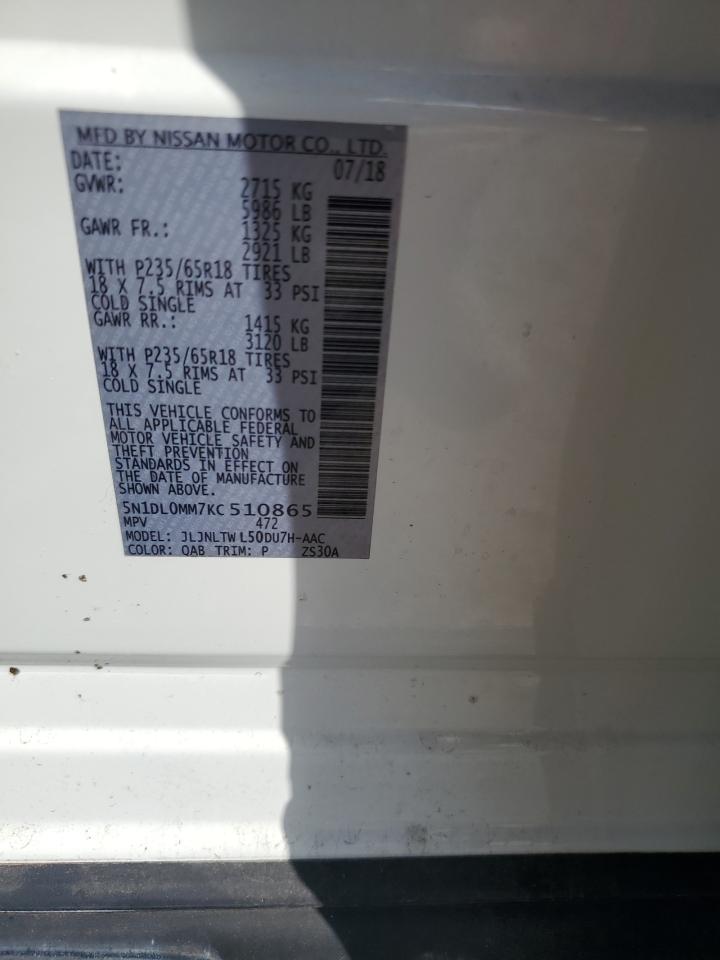 MFD BY NISSAN MOTOR CO., LTD.
DATE: 07/18
GVWR: 2715 KG
5986 LB
GAWR FR.: 1325 KG
2921 LB
WITH P235/65R18 TIRES
18 X 7.5 RIMS AT 33 PSI
COLD SINGLE
GAWR RR.: 1415 KG
3120 LB
WITH P235/65R18 TIRES
18 X 7.5 RIMS AT 33 PSI
COLD SINGLE
THIS VEHICLE CONFORMS TO
ALL APPLICABLE FEDERAL
MOTOR VEHICLE SAFETY AND
THEFT PREVENTION
STANDARDS IN EFFECT ON
THE DATE OF MANUFACTURE
SHOWN ABOVE.
5N1DL0MM7KC510865
MPV 472
MODEL: JLJNLTW L50DU7H-AAC
COLOR: QAB TRIM: P ZS30A